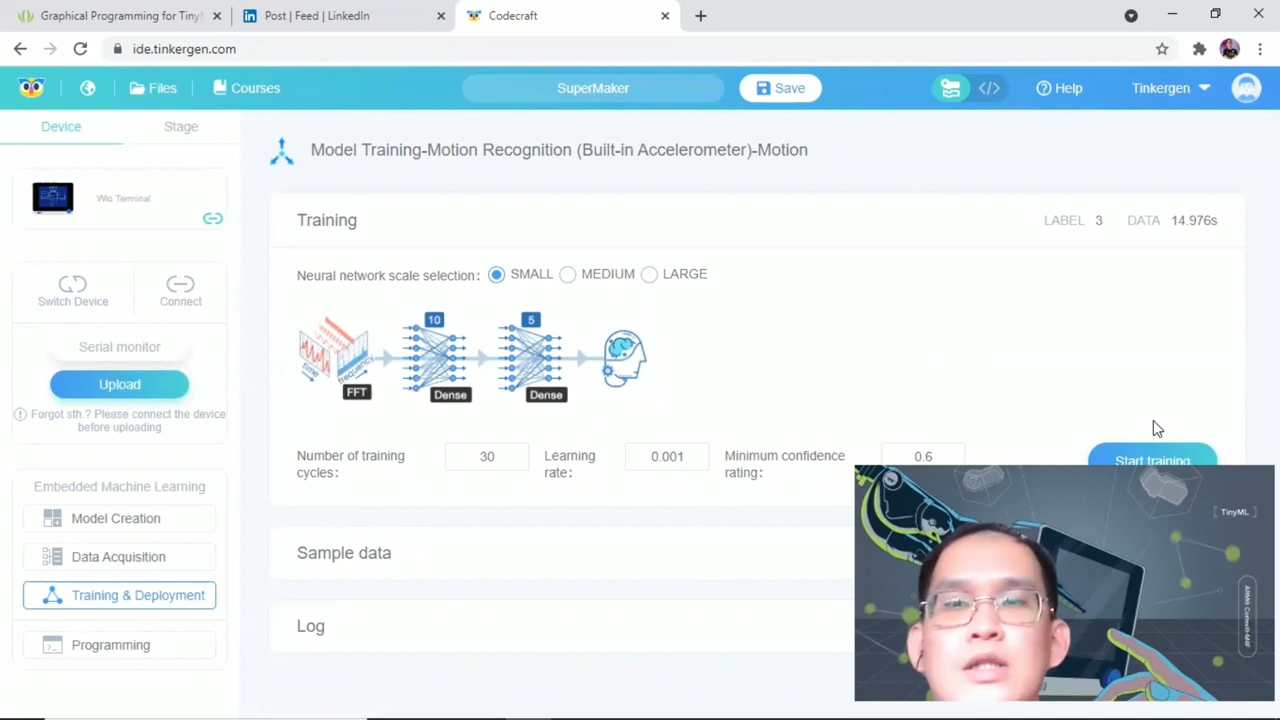 Graphical Programming for TinyM
Post | Feed | LinkedIn
Codecraft
ide.tinkergen.com
Files
Courses
SuperMaker
Save
Help
Tinkergen
Device
Stage
Model Training-Motion Recognition (Built-in Accelerometer)-Motion
Wio Terminal
Training
LABEL 3 DATA 14.976s
Neural network scale selection: SMALL MEDIUM LARGE
Switch Device
Connect
10
5
time
frequency
FFT
Dense
Dense
Serial monitor
Upload
Forgot sth.? Please connect the device
before uploading
Number of training
cycles:
30
Learning
rate:
0.001
Minimum confidence
rating:
0.6
Start training
Embedded Machine Learning
Model Creation
Data Acquisition
Training & Deployment
Programming
Sample data
Log
[ TinyML ]